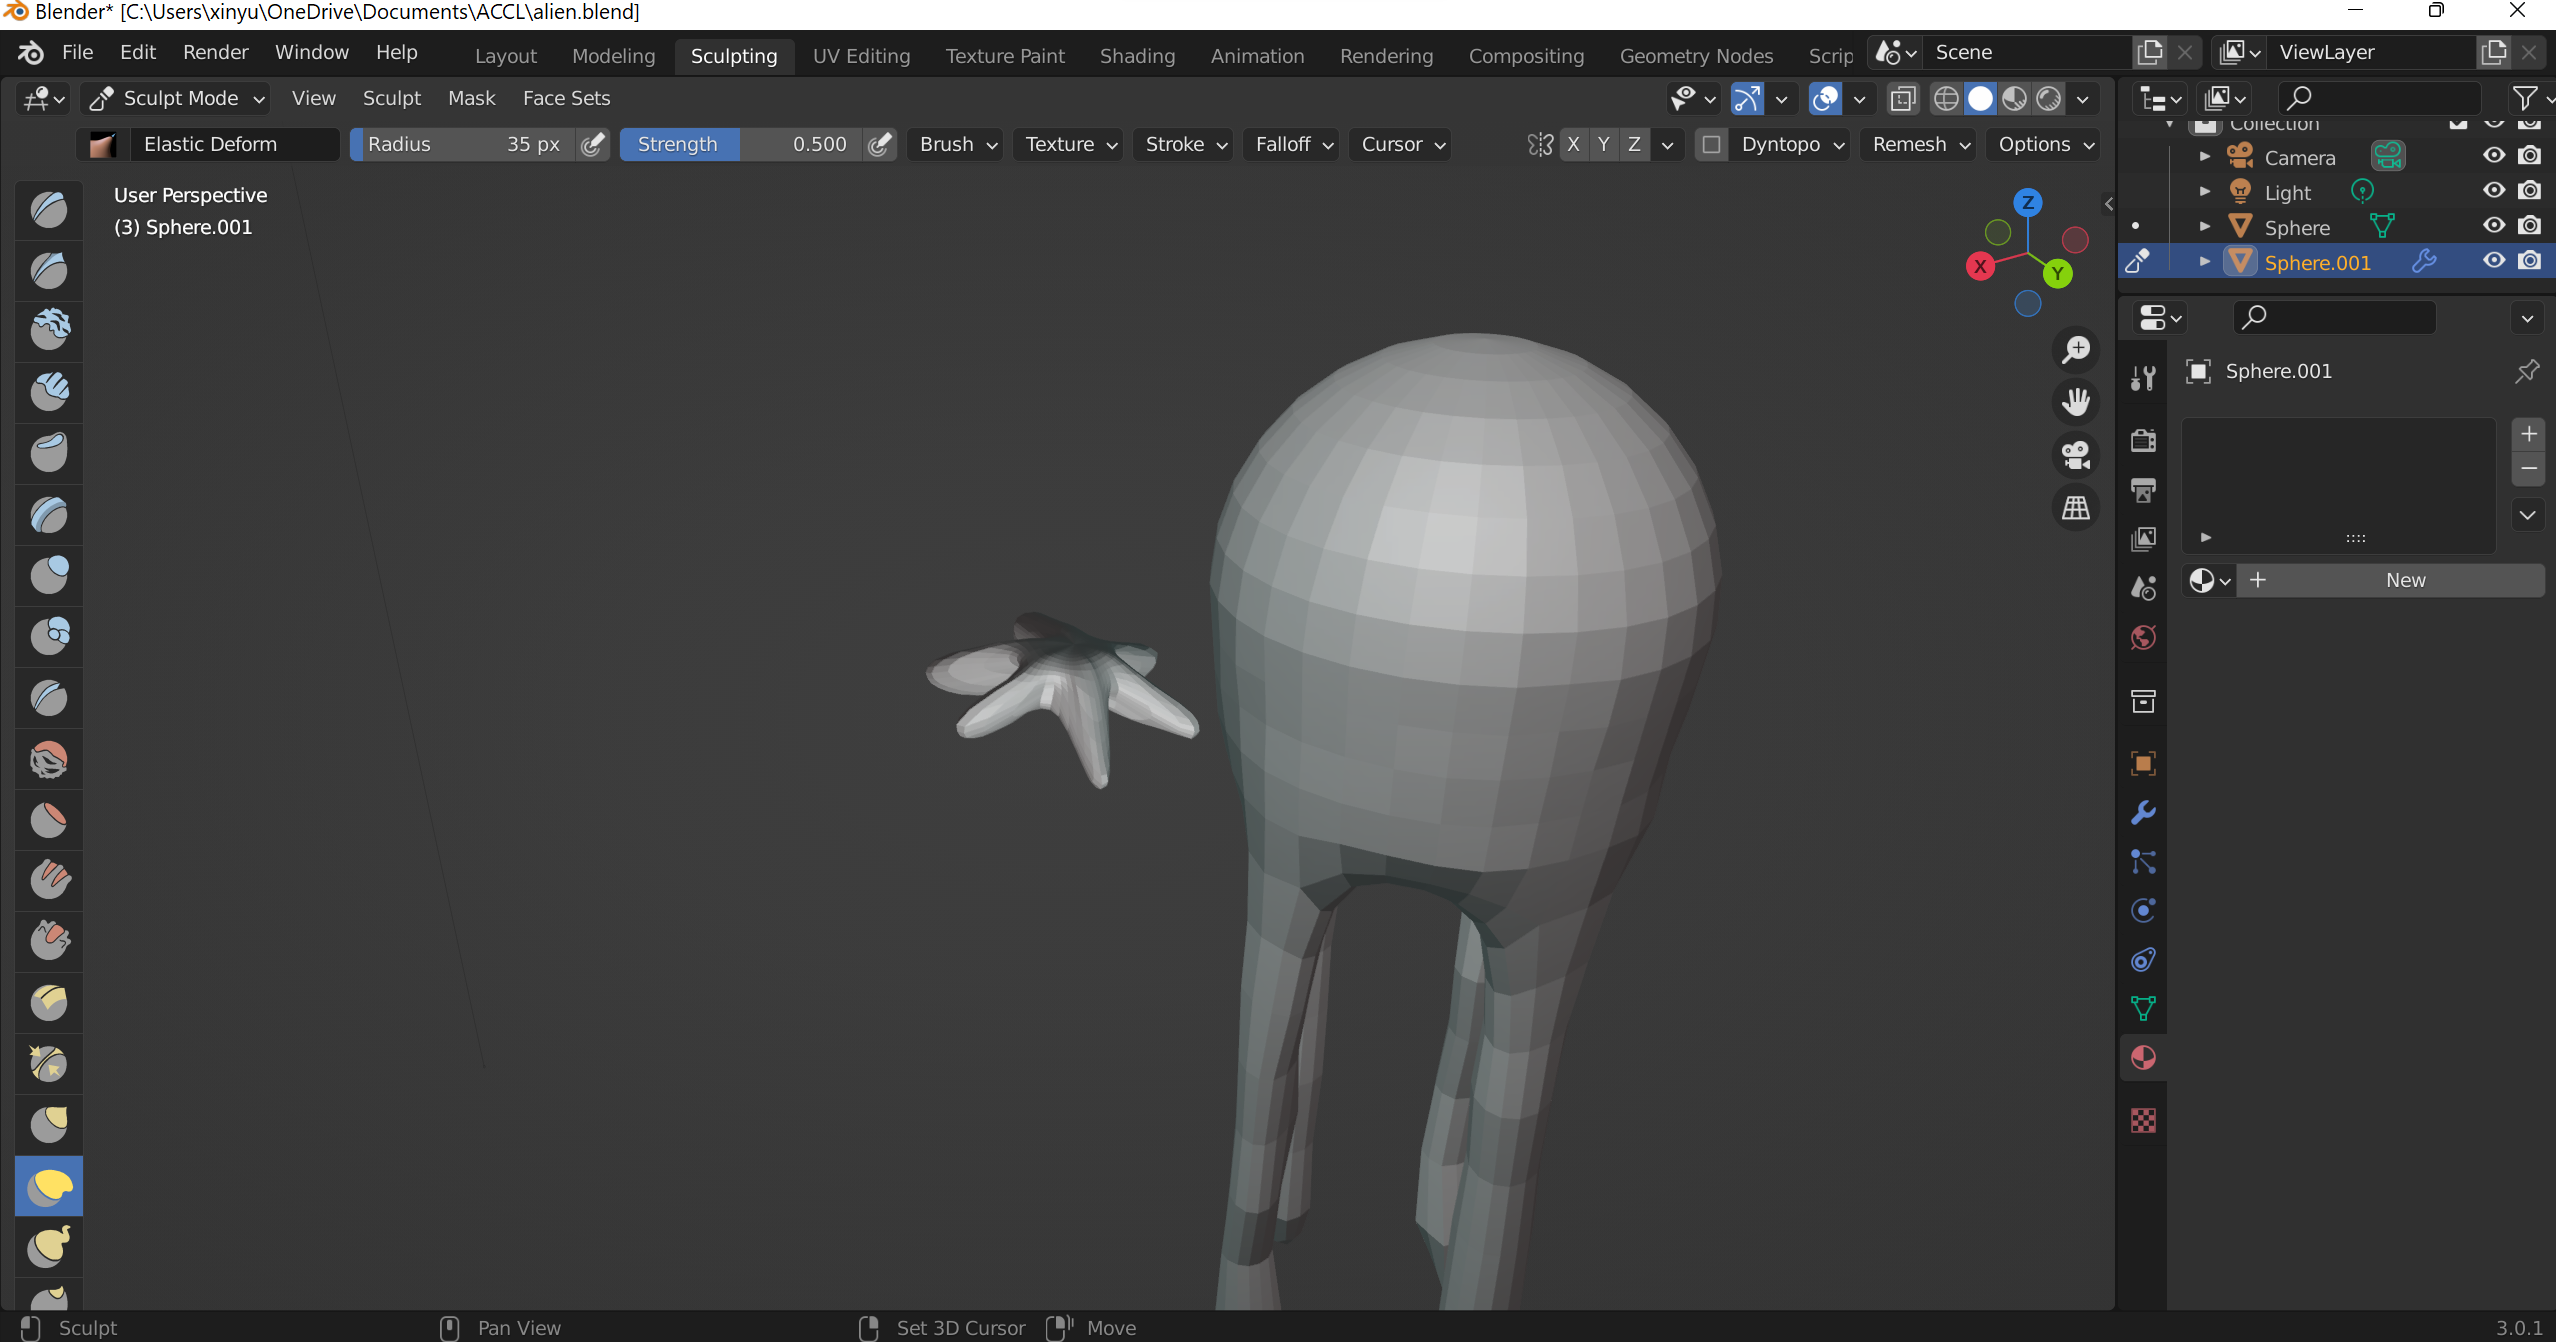 Blender* [C:\Users\xinyu\OneDrive\Documents\ACCL\alien.blend]
File Edit Render Window Help Layout Modeling Sculpting UV Editing Texture Paint Shading Animation Rendering Compositing Geometry Nodes Scrip Scene ViewLayer
Sculpt Mode View Sculpt Mask Face Sets
Elastic Deform Radius 35 px Strength 0.500 Brush Texture Stroke Falloff Cursor X Y Z Dyntopo Remesh Options
User Perspective
(3) Sphere.001
Z
X
Y
Collection
Camera
Light
Sphere
Sphere.001
Sphere.001
New
Sculpt Pan View Set 3D Cursor Move 3.0.1